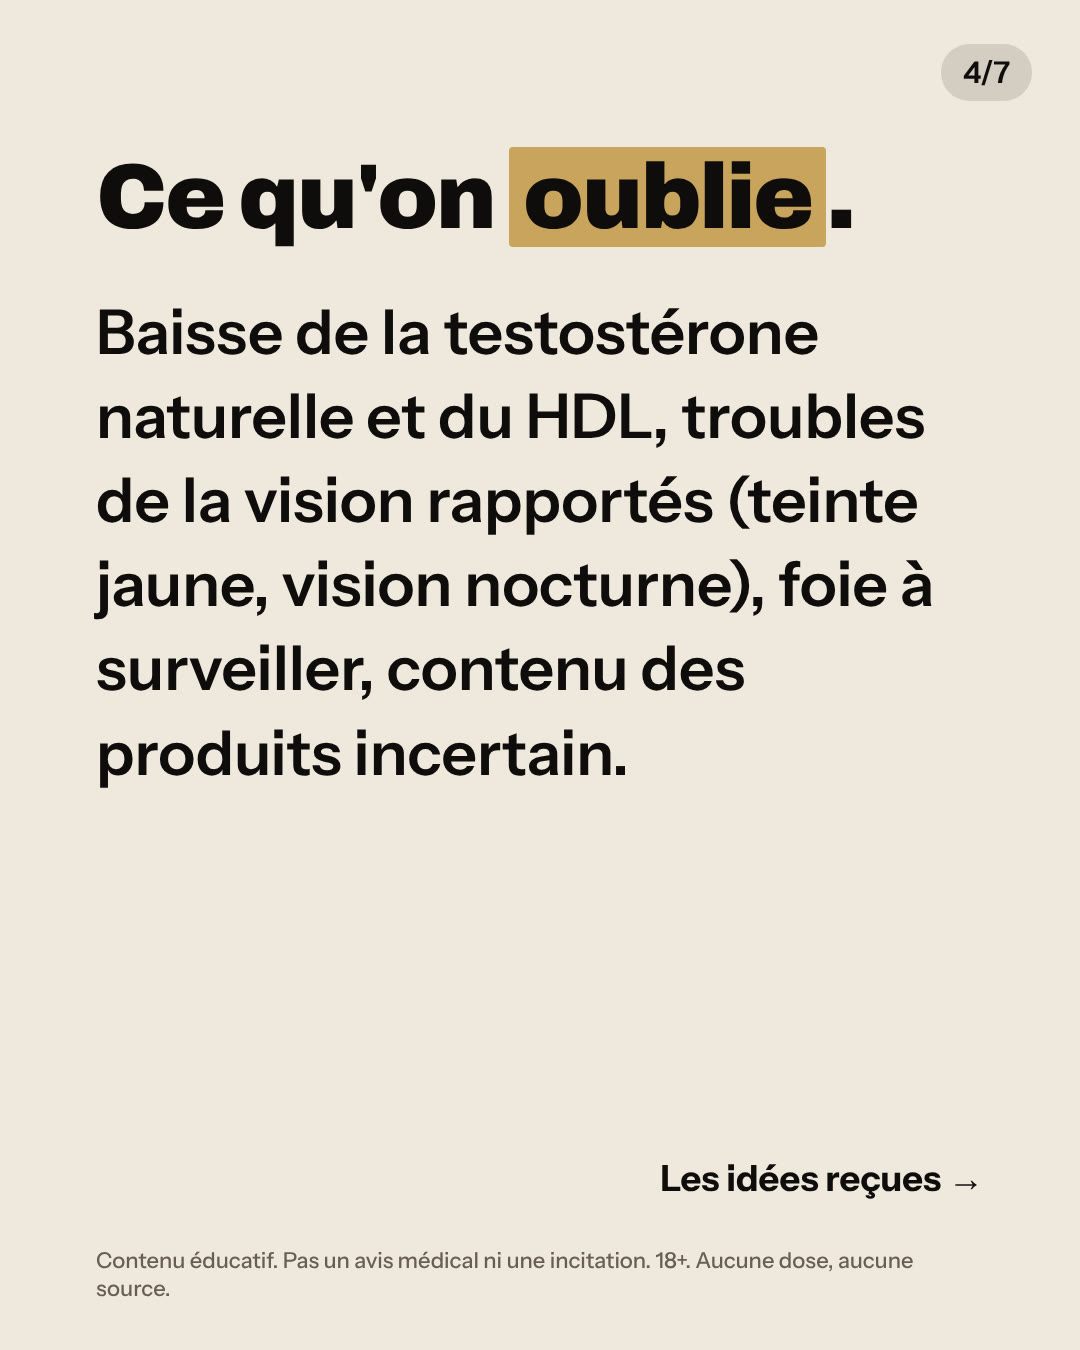 4/7
Ce qu'on oublie.
Baisse de la testostérone
naturelle et du HDL, troubles
de la vision rapportés (teinte
jaune, vision nocturne), foie à
surveiller, contenu des
produits incertain.
Les idées reçues →
Contenu éducatif. Pas un avis médical ni une incitation. 18+. Aucune dose, aucune
source.